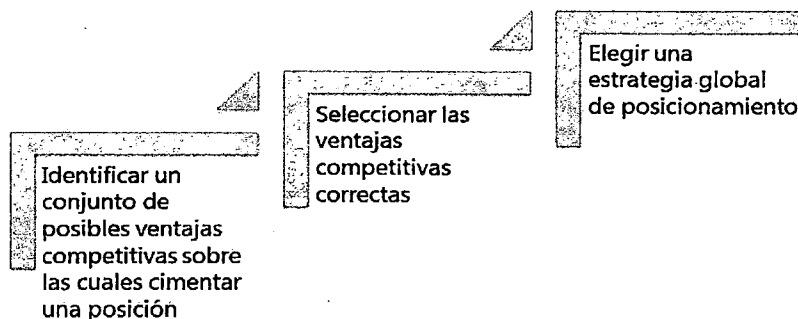 Identificar un
conjunto de
posibles ventajas
competitivas sobre
las cuales cimentar
una posición
Seleccionar las
ventajas
competitivas
correctas
Elegir una
estrategia global
de posicionamiento